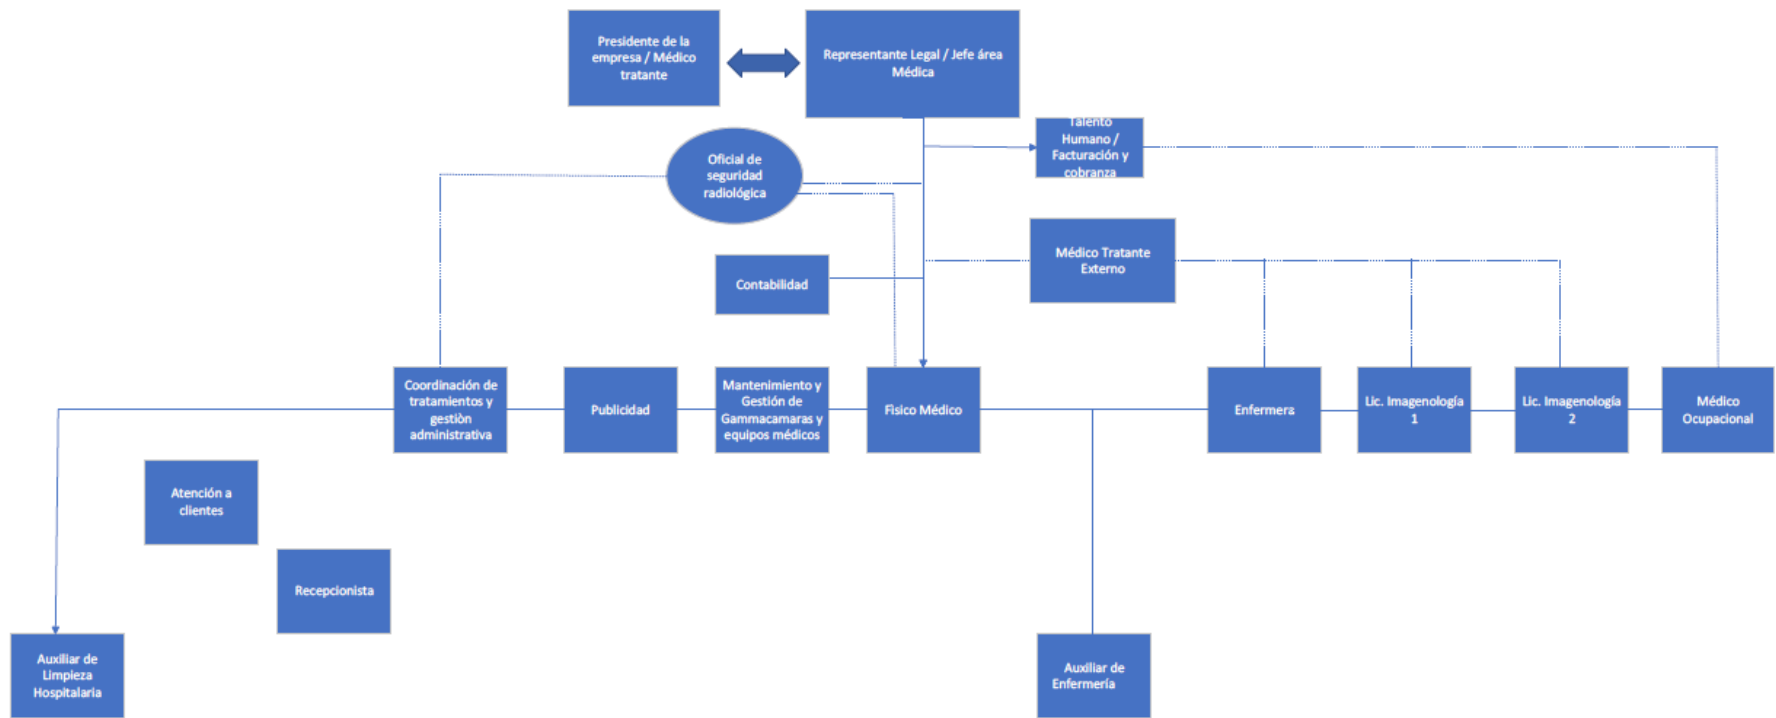 Presidente de la
empresa / Médico
tratante
Representante Legal / Jefe área
Médica
Talento
Humano /
Facturación y
cobranza
Oficial de
seguridad
radiológica
Médico Tratante
Externo
Contabilidad
Coordinación de
tratamientos y
gestiòn
administrativa
Publicidad
Mantenimiento y
Gestión de
Gammacamaras y
equipos médicos
Fisico Médico
Enfermera
Lic. Imagenología
1
Lic. Imagenología
2
Médico
Ocupacional
Atención a
clientes
Recepcionista
Auxiliar de
Limpieza
Hospitalaria
Auxiliar de
Enfermería